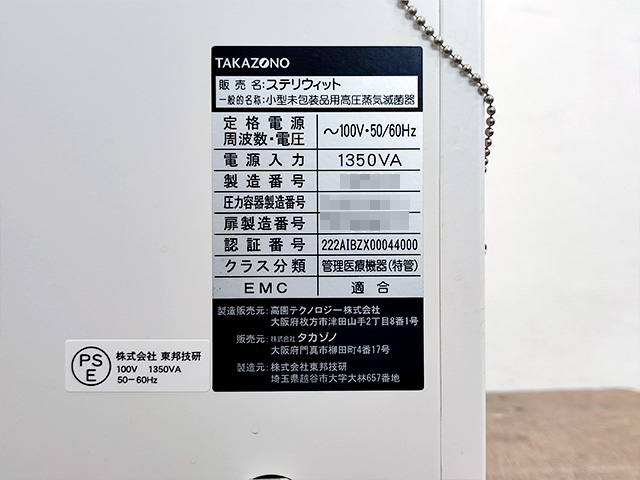 TAKAZONO
販売名:ステリウィット
一般的名称:小型未包装品用高圧蒸気滅菌器
定格電源周波数・電圧 ～100V・50/60Hz
電源入力 1350VA
製造番号
圧力容器製造番号
扉製造番号
認証番号 222AIBZX00044000
クラス分類 管理医療機器(特管)
EMC 適合
製造販売元:高園テクノロジー株式会社
大阪府枚方市津田山手2丁目8番1号
販売元:株式会社 タカゾノ
大阪府門真市柳田町4番17号
製造元:株式会社 東邦技研
埼玉県越谷市大字大林657番地
PSE
株式会社 東邦技研
100V 1350VA
50-60Hz